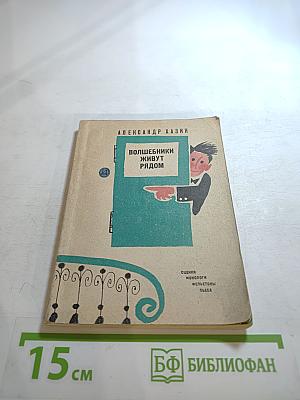 АЛЕКСАНДР ХАЗИН
ВОЛШЕБНИКИ
ЖИВУТ
РЯДОМ
СЦЕНКИ
МОНОЛОГИ
ФЕЛЬЕТОНЫ
ПЬЕСА
15 см
БФ БИБЛИОФАН